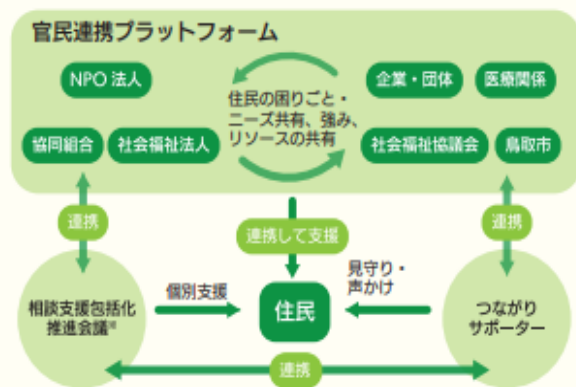 官民連携プラットフォーム
NPO 法人
企業・団体
医療関係
住民の困りごと・
ニーズ共有、強み、
リソースの共有
協同組合
社会福祉法人
社会福祉協議会
鳥取市
連携
連携して支援
連携
相談支援包括化
推進会議※
個別支援
住民
見守り・
声かけ
つながり
サポーター
連携